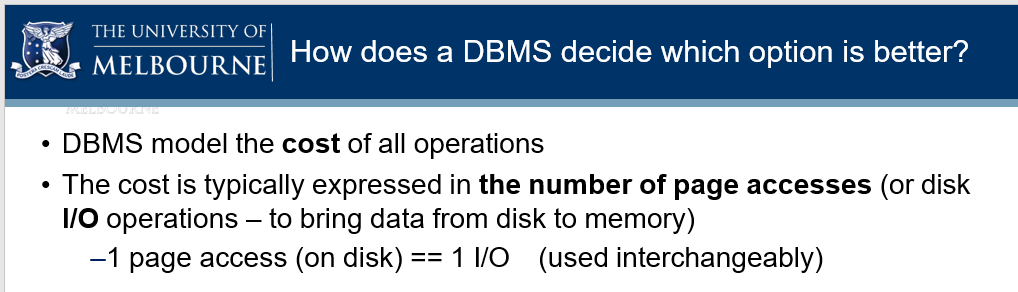 THE UNIVERSITY OF
MELBOURNE
How does a DBMS decide which option is better?
MELBOURNE
• DBMS model the cost of all operations
• The cost is typically expressed in the number of page accesses (or disk
I/O operations – to bring data from disk to memory)
–1 page access (on disk) == 1 I/O (used interchangeably)